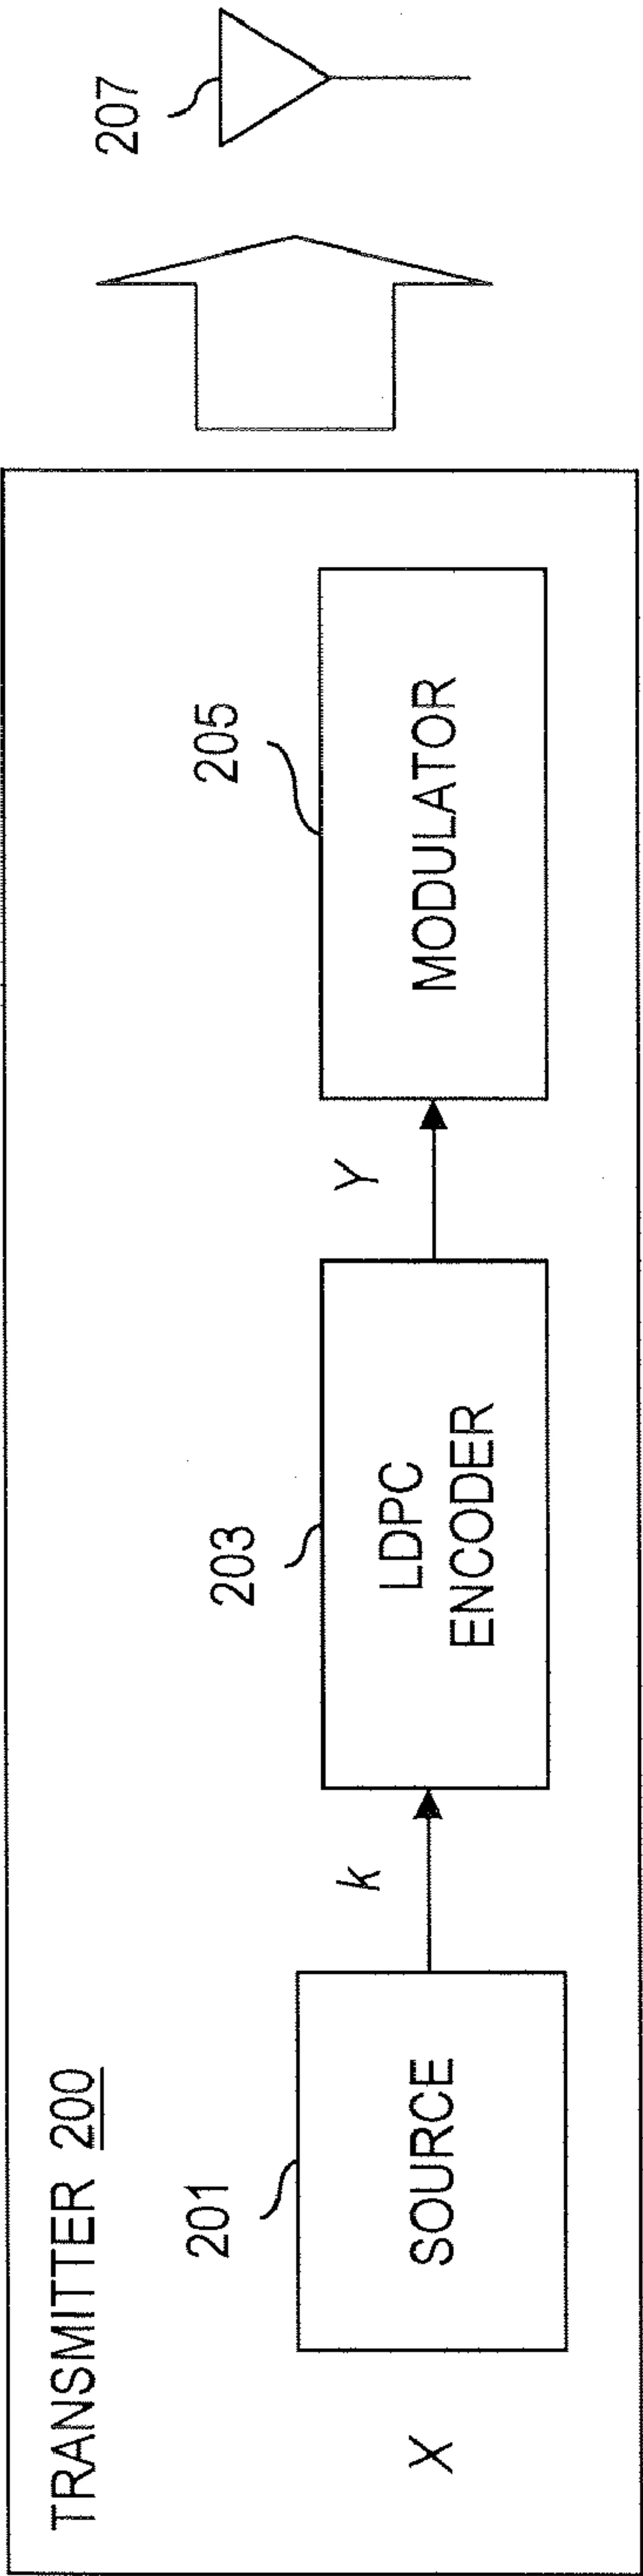 TRANSMITTER 200
X
201
SOURCE
k
203
LDPC
ENCODER
Y
205
MODULATOR
207